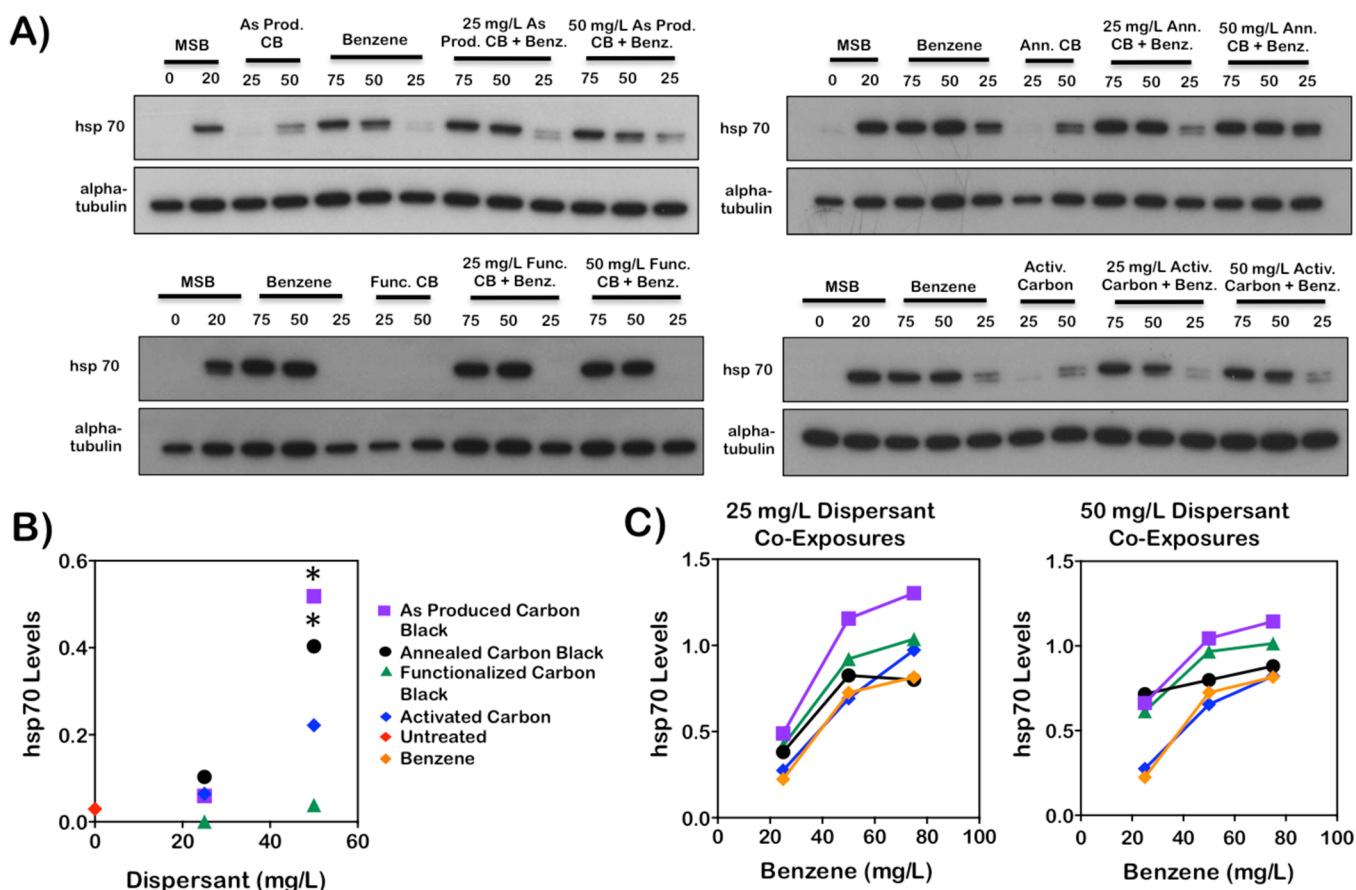 A)
MSB
As Prod.
CB
Benzene
25 mg/L As
Prod. CB + Benz.
50 mg/L As Prod.
CB + Benz.
0 20 25 50 75 50 25 75 50 25 75 50 25
hsp 70
alpha-
tubulin
MSB
Benzene
Ann. CB
25 mg/L Ann.
CB + Benz.
50 mg/L Ann.
CB + Benz.
0 20 75 50 25 25 50 75 50 25 75 50 25
hsp 70
alpha-
tubulin
MSB
Benzene
Func. CB
25 mg/L Func.
CB + Benz.
50 mg/L Func.
CB + Benz.
0 20 75 50 25 25 50 75 50 25 75 50 25
hsp 70
alpha-
tubulin
MSB
Benzene
Activ.
Carbon
25 mg/L Activ.
Carbon + Benz.
50 mg/L Activ.
Carbon + Benz.
0 20 75 50 25 25 50 75 50 25 75 50 25
hsp 70
alpha-
tubulin
B)
hsp70 Levels
0.6
0.4
0.2
0.0
0 20 40 60
Dispersant (mg/L)
*
*
As Produced Carbon
Black
Annealed Carbon Black
Functionalized Carbon
Black
Activated Carbon
Untreated
Benzene
C)
25 mg/L Dispersant
Co-Exposures
hsp70 Levels
1.5
1.0
0.5
0.0
0 20 40 60 80 100
Benzene (mg/L)
50 mg/L Dispersant
Co-Exposures
hsp70 Levels
1.5
1.0
0.5
0.0
0 20 40 60 80 100
Benzene (mg/L)